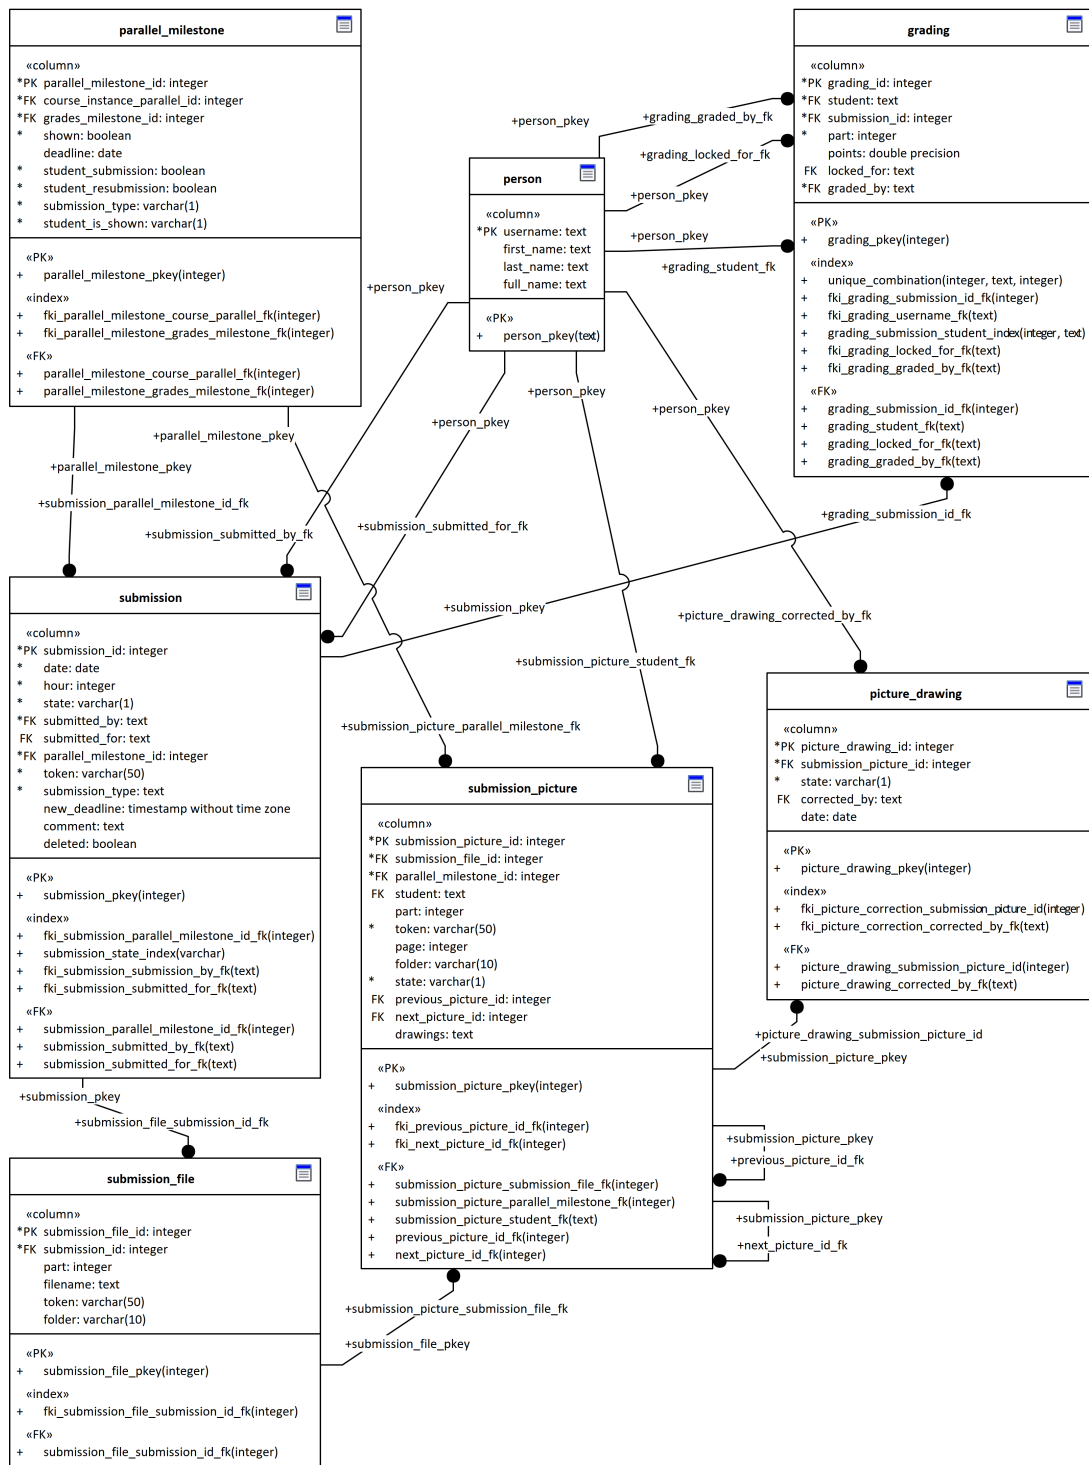 parallel_milestone
«column»
*PK parallel_milestone_id: integer
*FK course_instance_parallel_id: integer
*FK grades_milestone_id: integer
* shown: boolean
deadline: date
* student_submission: boolean
* student_resubmission: boolean
* submission_type: varchar(1)
* student_is_shown: varchar(1)
«PK»
+ parallel_milestone_pkey(integer)
«index»
+ fki_parallel_milestone_course_parallel_fk(integer)
+ fki_parallel_milestone_grades_milestone_fk(integer)
«FK»
+ parallel_milestone_course_parallel_fk(integer)
+ parallel_milestone_grades_milestone_fk(integer)
person
«column»
*PK username: text
first_name: text
last_name: text
full_name: text
«PK»
+ person_pkey(text)
grading
«column»
*PK grading_id: integer
*FK student: text
*FK submission_id: integer
* part: integer
points: double precision
FK locked_for: text
*FK graded_by: text
«PK»
+ grading_pkey(integer)
«index»
+ unique_combination(integer, text, integer)
+ fki_grading_submission_id_fk(integer)
+ fki_grading_username_fk(text)
+ grading_submission_student_index(integer, text)
+ fki_grading_locked_for_fk(text)
+ fki_grading_graded_by_fk(text)
«FK»
+ grading_submission_id_fk(integer)
+ grading_student_fk(text)
+ grading_locked_for_fk(text)
+ grading_graded_by_fk(text)
+person_pkey
+grading_graded_by_fk
+grading_locked_for_fk
+person_pkey
+person_pkey
+grading_student_fk
+person_pkey
+person_pkey
+person_pkey
+person_pkey
+parallel_milestone_pkey
+parallel_milestone_pkey
+submission_parallel_milestone_id_fk
+submission_submitted_by_fk
+submission_submitted_for_fk
+grading_submission_id_fk
+submission_pkey
+picture_drawing_corrected_by_fk
+submission_picture_student_fk
+submission_picture_parallel_milestone_fk
submission
«column»
*PK submission_id: integer
* date: date
* hour: integer
* state: varchar(1)
*FK submitted_by: text
FK submitted_for: text
*FK parallel_milestone_id: integer
* token: varchar(50)
* submission_type: text
new_deadline: timestamp without time zone
comment: text
deleted: boolean
«PK»
+ submission_pkey(integer)
«index»
+ fki_submission_parallel_milestone_id_fk(integer)
+ submission_state_index(varchar)
+ fki_submission_submission_by_fk(text)
+ fki_submission_submitted_for_fk(text)
«FK»
+ submission_parallel_milestone_id_fk(integer)
+ submission_submitted_by_fk(text)
+ submission_submitted_for_fk(text)
submission_picture
«column»
*PK submission_picture_id: integer
*FK submission_file_id: integer
*FK parallel_milestone_id: integer
FK student: text
part: integer
* token: varchar(50)
page: integer
folder: varchar(10)
* state: varchar(1)
FK previous_picture_id: integer
FK next_picture_id: integer
drawings: text
«PK»
+ submission_picture_pkey(integer)
«index»
+ fki_previous_picture_id_fk(integer)
+ fki_next_picture_id_fk(integer)
«FK»
+ submission_picture_submission_file_fk(integer)
+ submission_picture_parallel_milestone_fk(integer)
+ submission_picture_student_fk(text)
+ previous_picture_id_fk(integer)
+ next_picture_id_fk(integer)
picture_drawing
«column»
*PK picture_drawing_id: integer
*FK submission_picture_id: integer
* state: varchar(1)
FK corrected_by: text
date: date
«PK»
+ picture_drawing_pkey(integer)
«index»
+ fki_picture_correction_submission_picture_id(integer)
+ fki_picture_correction_corrected_by_fk(text)
«FK»
+ picture_drawing_submission_picture_id(integer)
+ picture_drawing_corrected_by_fk(text)
+picture_drawing_submission_picture_id
+submission_picture_pkey
+submission_picture_pkey
+previous_picture_id_fk
+submission_picture_pkey
+next_picture_id_fk
+submission_pkey
+submission_file_submission_id_fk
+submission_picture_submission_file_fk
+submission_file_pkey
submission_file
«column»
*PK submission_file_id: integer
*FK submission_id: integer
part: integer
filename: text
token: varchar(50)
folder: varchar(10)
«PK»
+ submission_file_pkey(integer)
«index»
+ fki_submission_file_submission_id_fk(integer)
«FK»
+ submission_file_submission_id_fk(integer)